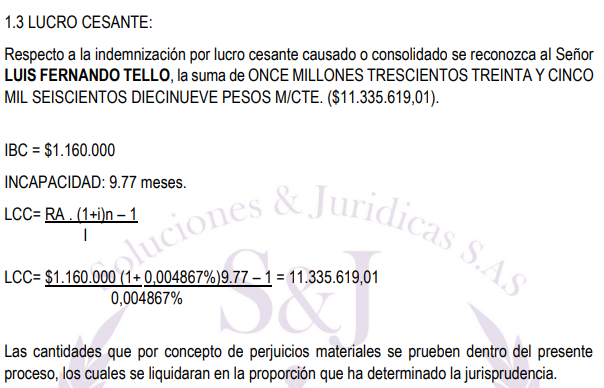 1.3 LUCRO CESANTE:
Respecto a la indemnización por lucro cesante causado o consolidado se reconozca al Señor
LUIS FERNANDO TELLO, la suma de ONCE MILLONES TRESCIENTOS TREINTA Y CINCO
MIL SEISCIENTOS DIECINUEVE PESOS M/CTE. ($11.335.619,01).
IBC = $1.160.000
INCAPACIDAD: 9.77 meses.
LCC= RA . (1+i)n – 1
I
LCC= $1.160.000 (1+ 0,004867%)9.77 – 1 = 11.335.619,01
0,004867%
Las cantidades que por concepto de perjuicios materiales se prueben dentro del presente
proceso, los cuales se liquidaran en la proporción que ha determinado la jurisprudencia.
Soluciones & Juridicas S.A.S
S&J